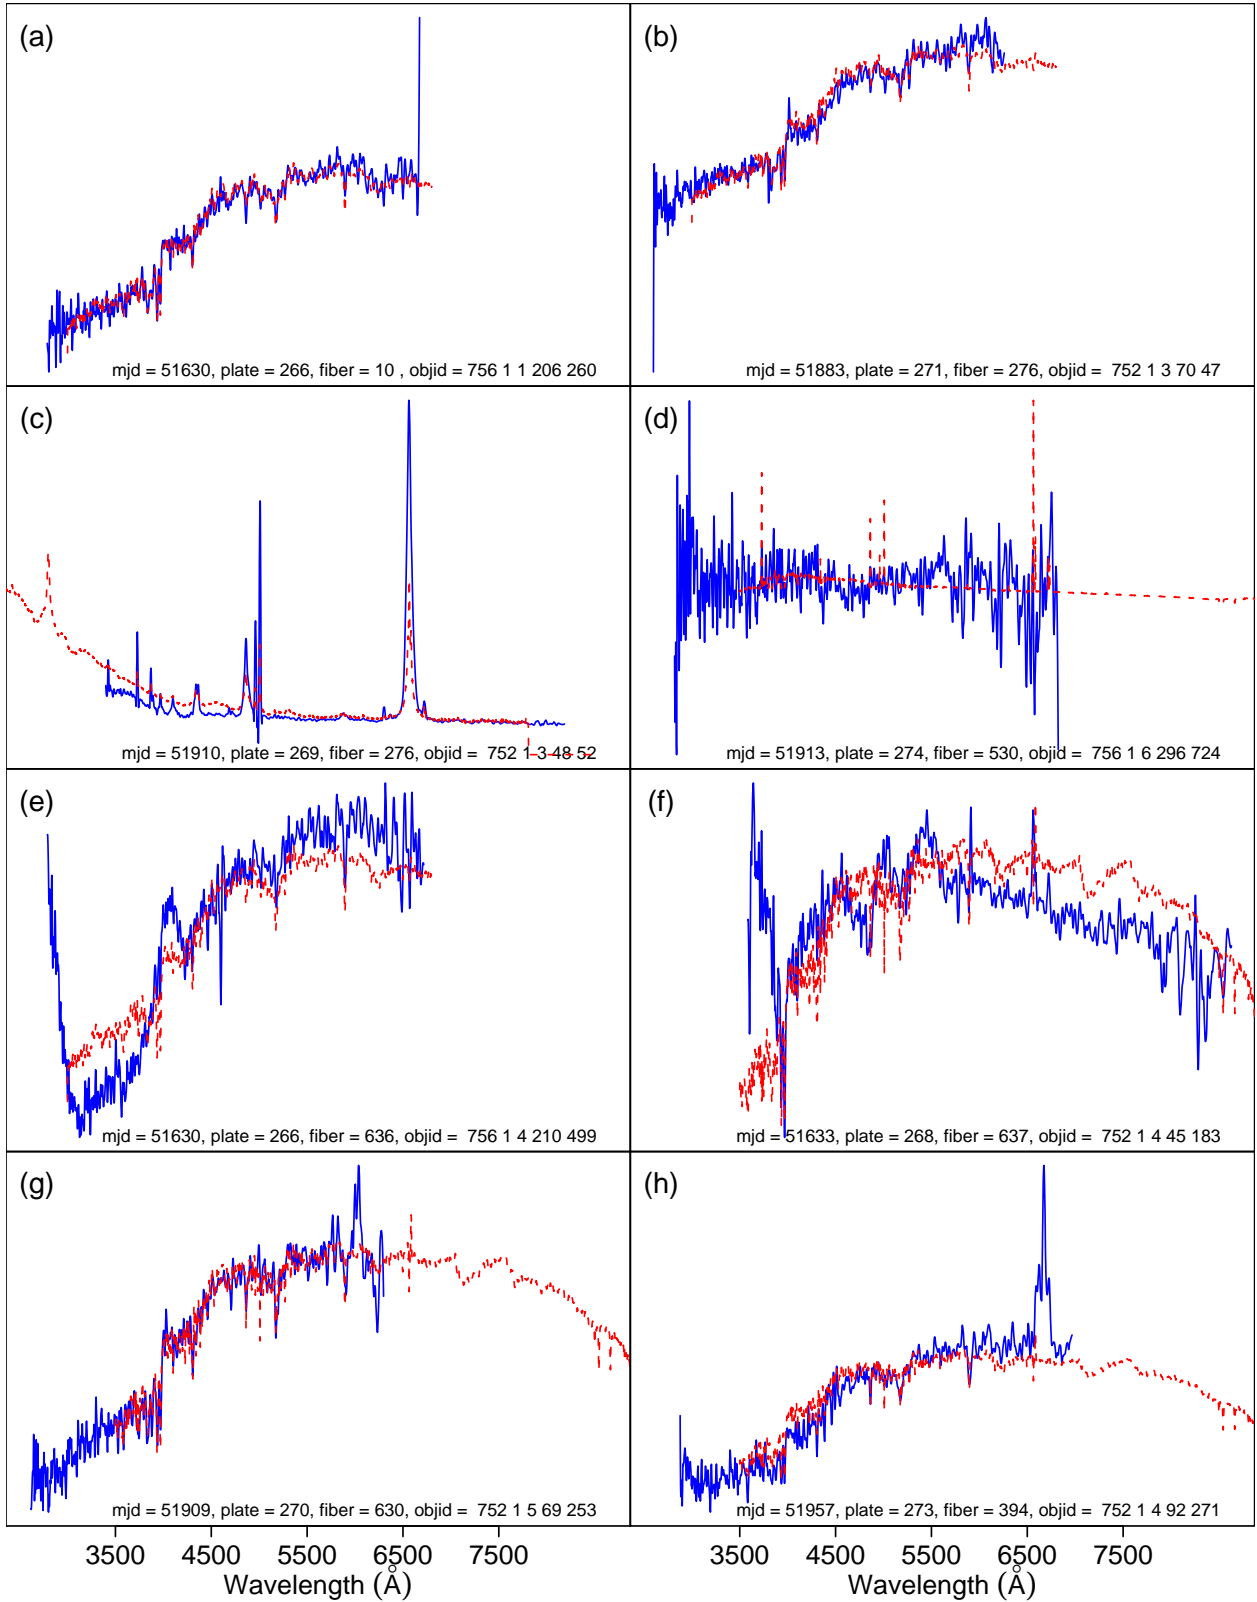 (a)
mjd = 51630, plate = 266, fiber = 10 , objid = 756 1 1 206 260
(b)
mjd = 51883, plate = 271, fiber = 276, objid = 752 1 3 70 47
(c)
mjd = 51910, plate = 269, fiber = 276, objid = 752 1 3 48 52
(d)
mjd = 51913, plate = 274, fiber = 530, objid = 756 1 6 296 724
(e)
mjd = 51630, plate = 266, fiber = 636, objid = 756 1 4 210 499
(f)
mjd = 51633, plate = 268, fiber = 637, objid = 752 1 4 45 183
(g)
mjd = 51909, plate = 270, fiber = 630, objid = 752 1 5 69 253
(h)
mjd = 51957, plate = 273, fiber = 394, objid = 752 1 4 92 271
3500 4500 5500 6500 7500
3500 4500 5500 6500 7500
Wavelength (Å)
Wavelength (Å)